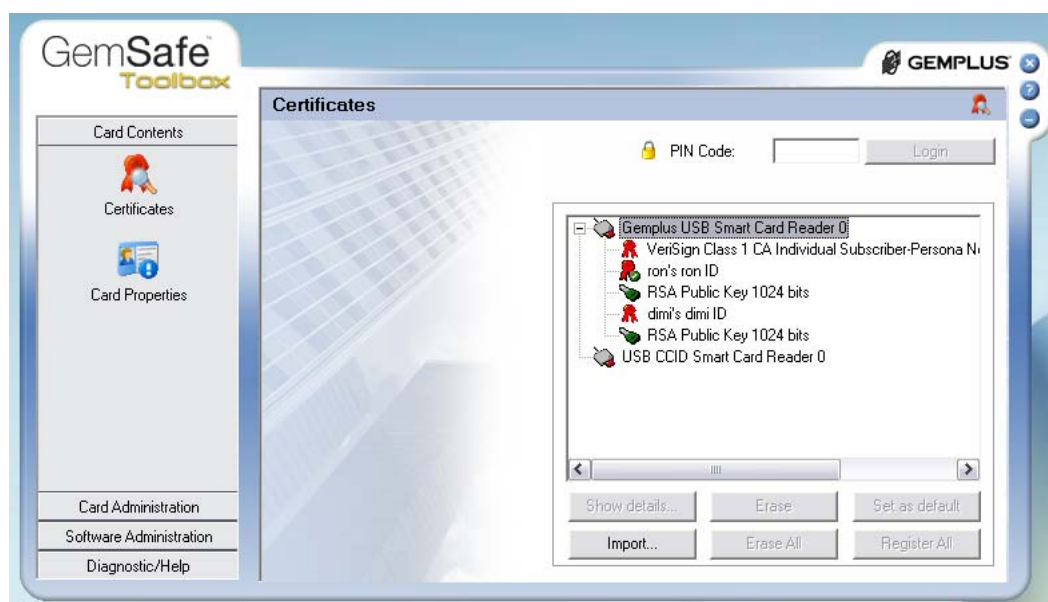 GemSafe™
Toolbox
GEMPLUS
Certificates
Card Contents
Certificates
Card Properties
Card Administration
Software Administration
Diagnostic/Help
PIN Code:
Login
Gemplus USB Smart Card Reader 0
VeriSign Class 1 CA Individual Subscriber-Persona
ron's ron ID
RSA Public Key 1024 bits
dimi's dimi ID
RSA Public Key 1024 bits
USB CCID Smart Card Reader 0
Show details...
Erase
Set as default
Import...
Erase All
Register All